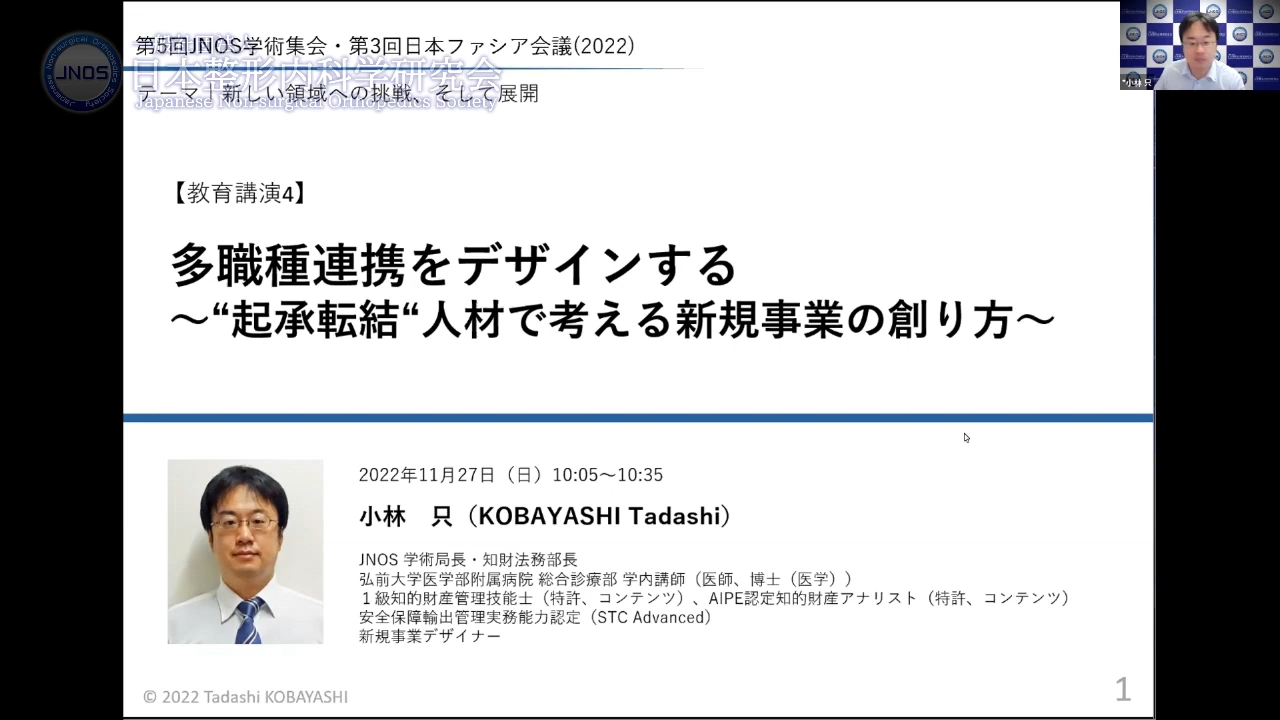 第5回JNOS学術集会・第3回日本ファシア会議(2022)
日本整形内科学研究会
テーマ｜新しい領域への挑戦、そして展開
Japanese Non-surgical Orthopedics Society
JNOS
Japanese Non-surgical Orthopedics Society
小林 只
【教育講演4】
多職種連携をデザインする
～“起承転結“人材で考える新規事業の創り方～
2022年11月27日（日）10:05～10:35
小林　只（KOBAYASHI Tadashi）
JNOS 学術局長・知財法務部長
弘前大学医学部附属病院 総合診療部 学内講師（医師、博士（医学））
１級知的財産管理技能士（特許、コンテンツ）、AIPE認定知的財産アナリスト（特許、コンテンツ）
安全保障輸出管理実務能力認定（STC Advanced）
新規事業デザイナー
© 2022 Tadashi KOBAYASHI
1